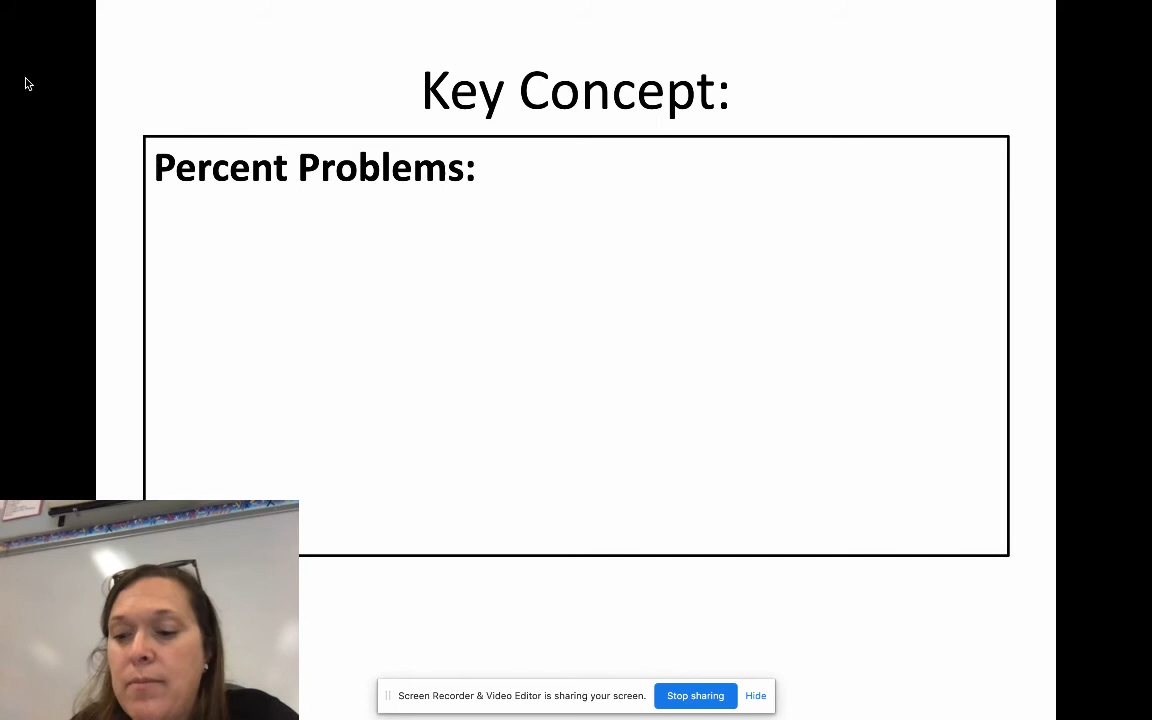 Key Concept:
Percent Problems:
Screen Recorder & Video Editor is sharing your screen. Stop sharing Hide